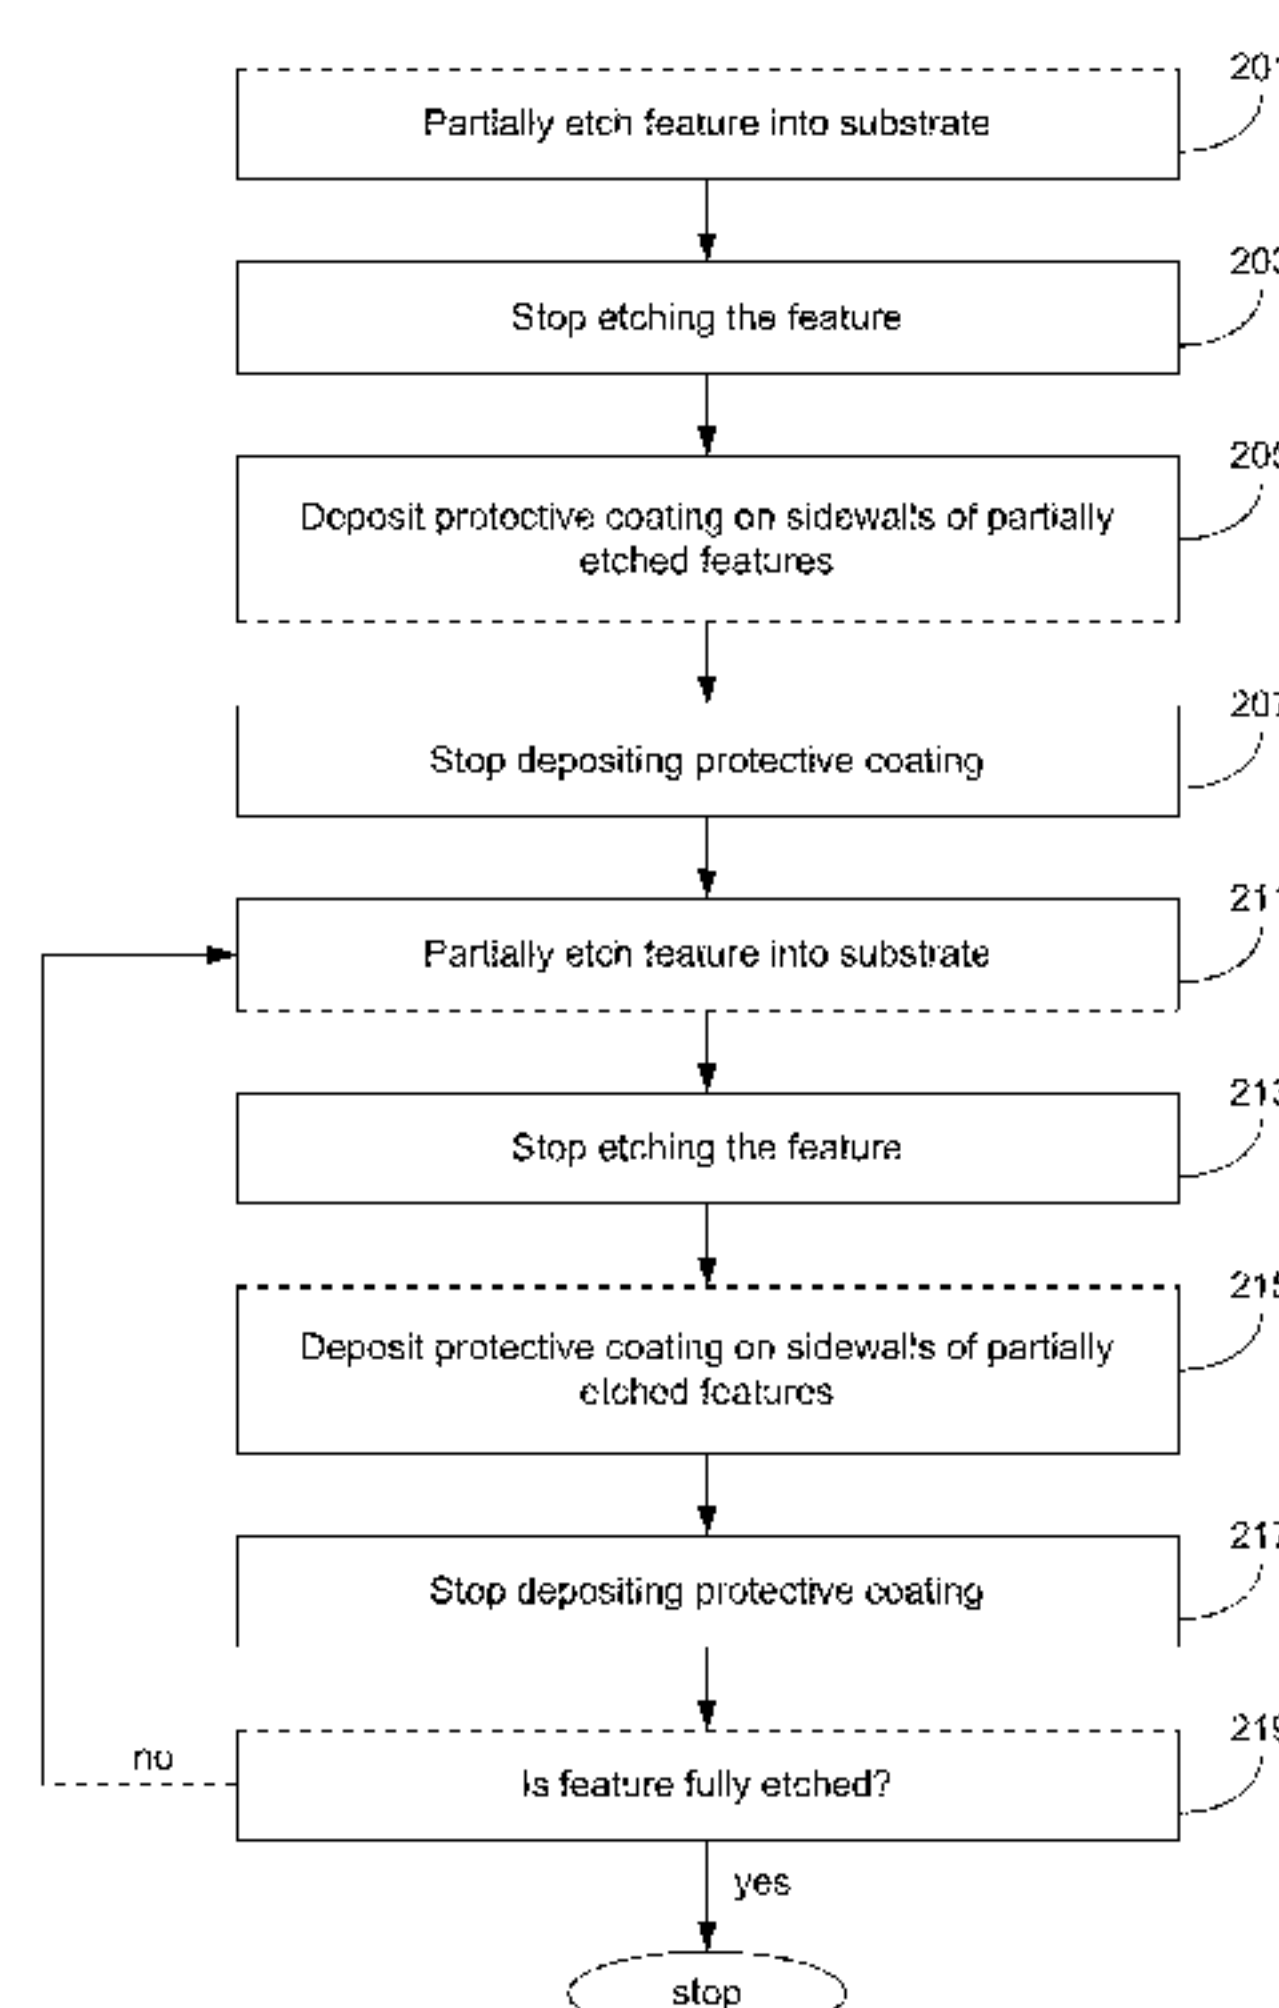 201
Partially etch feature into substrate
203
Stop etching the feature
205
Deposit protective coating on sidewalls of partially
etched features
207
Stop depositing protective coating
211
Partially etch feature into substrate
213
Stop etching the feature
215
Deposit protective coating on sidewalls of partially
etched features
217
Stop depositing protective coating
219
no
Is feature fully etched?
yes
stop